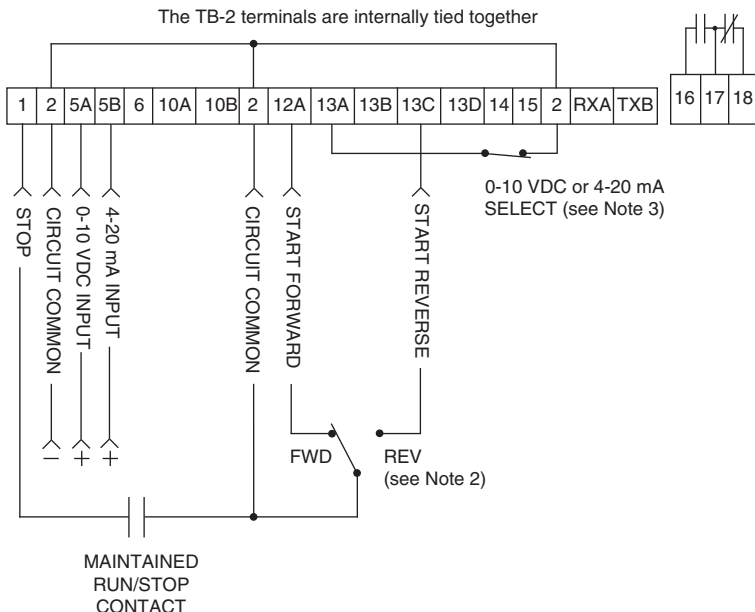 The TB-2 terminals are internally tied together
1 2 5A 5B 6 10A 10B 2 12A 13A 13B 13C 13D 14 15 2 RXA TXB
16 17 18
STOP
CIRCUIT COMMON
0-10 VDC INPUT
4-20 mA INPUT
CIRCUIT COMMON
START FORWARD
START REVERSE
0-10 VDC or 4-20 mA
SELECT (see Note 3)
− + +
FWD
REV
(see Note 2)
MAINTAINED
RUN/STOP
CONTACT